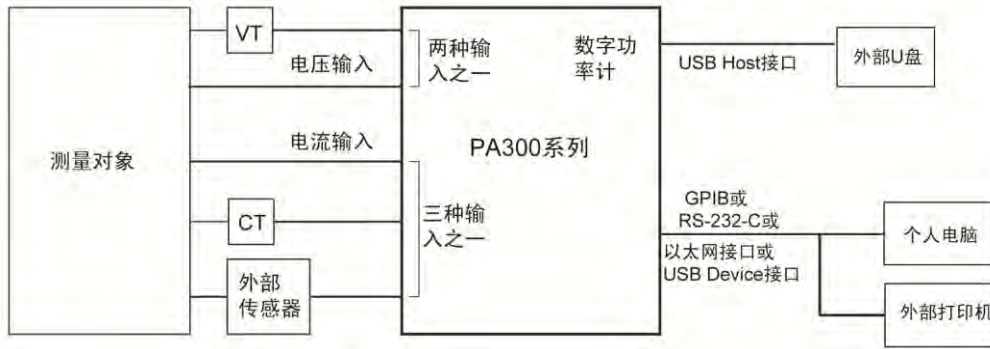 测量对象
VT
电压输入
电流输入
CT
外部
传感器
两种输
入之一
三种输
入之一
数字功
率计
PA300系列
USB Host接口
外部U盘
GPIB或
RS-232-C或
以太网接口或
USB Device接口
个人电脑
外部打印机